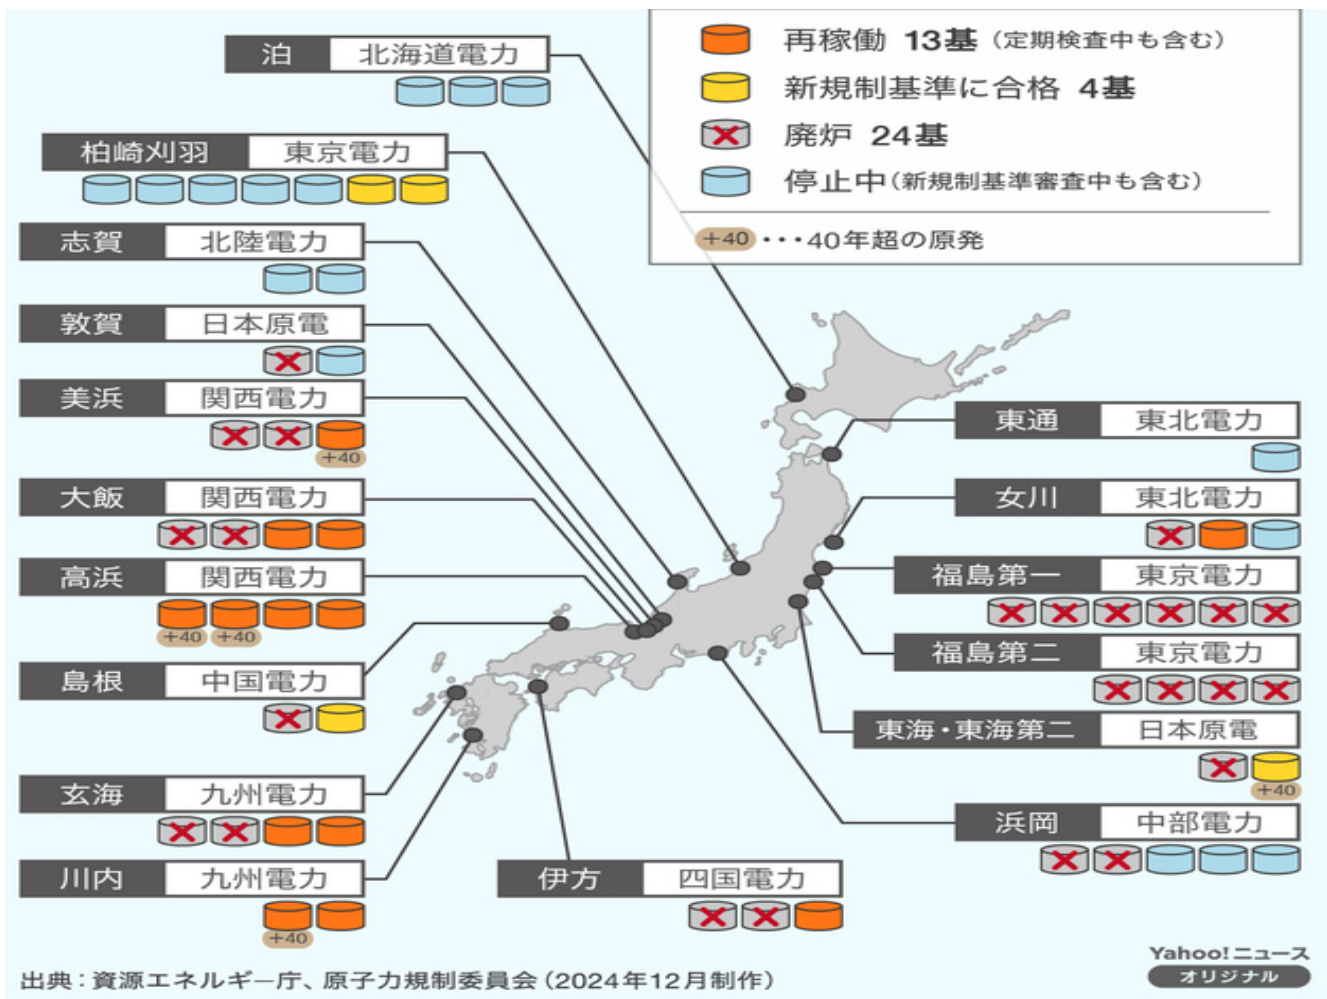 再稼働 13基(定期検査中も含む)
新規制基準に合格 4基
廃炉 24基
停止中(新規制基準審査中も含む)
+40・・・40年超の原発
泊 北海道電力
柏崎刈羽 東京電力
志賀 北陸電力
敦賀 日本原電
美浜 関西電力
+40
大飯 関西電力
高浜 関西電力
+40 +40
島根 中国電力
玄海 九州電力
川内 九州電力
+40
伊方 四国電力
東通 東北電力
女川 東北電力
福島第一 東京電力
福島第二 東京電力
東海・東海第二 日本原電
+40
浜岡 中部電力
出典:資源エネルギー庁、原子力規制委員会(2024年12月制作)
Yahoo!ニュース
オリジナル